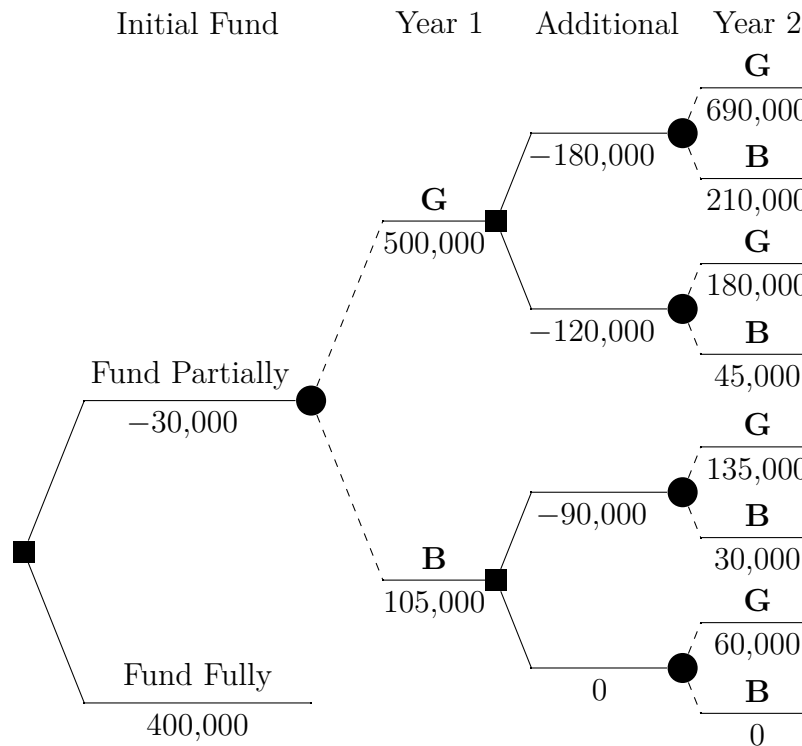 Initial Fund Year 1 Additional Year 2
G
690,000
−180,000
B
210,000
G
500,000
G
180,000
−120,000
B
45,000
Fund Partially
−30,000
G
135,000
−90,000
B
30,000
B
105,000
G
60,000
Fund Fully
400,000
0
B
0